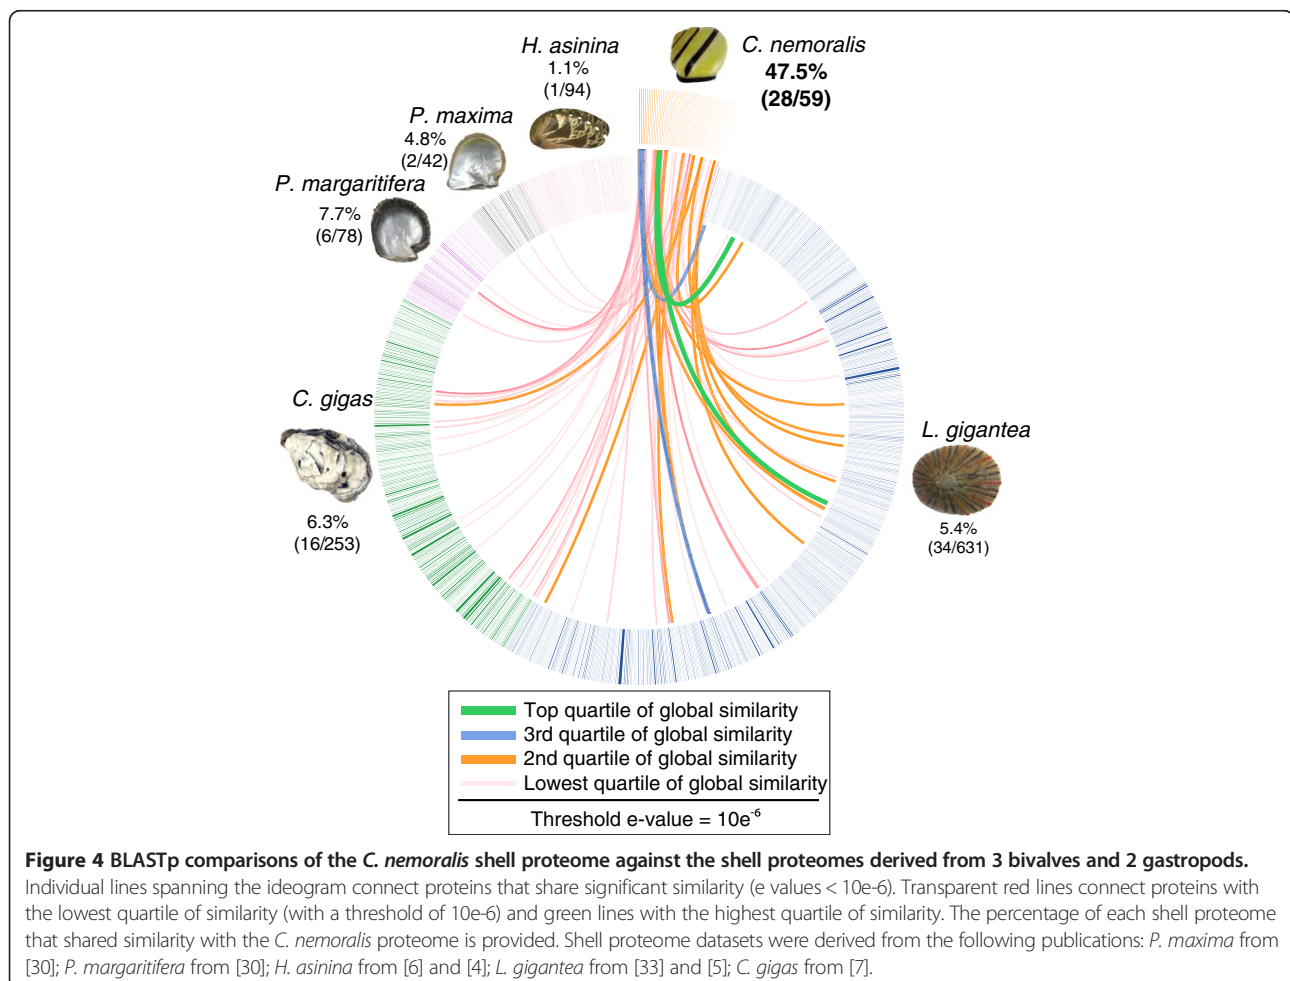 H. asinina
1.1%
(1/94)
C. nemoralis
47.5%
(28/59)
P. maxima
4.8%
(2/42)
P. margaritifera
7.7%
(6/78)
C. gigas
6.3%
(16/253)
L. gigantea
5.4%
(34/631)
Top quartile of global similarity
3rd quartile of global similarity
2nd quartile of global similarity
Lowest quartile of global similarity
Threshold e-value = 10e⁻⁶
Figure 4 BLASTp comparisons of the C. nemoralis shell proteome against the shell proteomes derived from 3 bivalves and 2 gastropods.
Individual lines spanning the ideogram connect proteins that share significant similarity (e values < 10e-6). Transparent red lines connect proteins with
the lowest quartile of similarity (with a threshold of 10e-6) and green lines with the highest quartile of similarity. The percentage of each shell proteome
that shared similarity with the C. nemoralis proteome is provided. Shell proteome datasets were derived from the following publications: P. maxima from
[30]; P. margaritifera from [30]; H. asinina from [6] and [4]; L. gigantea from [33] and [5]; C. gigas from [7].